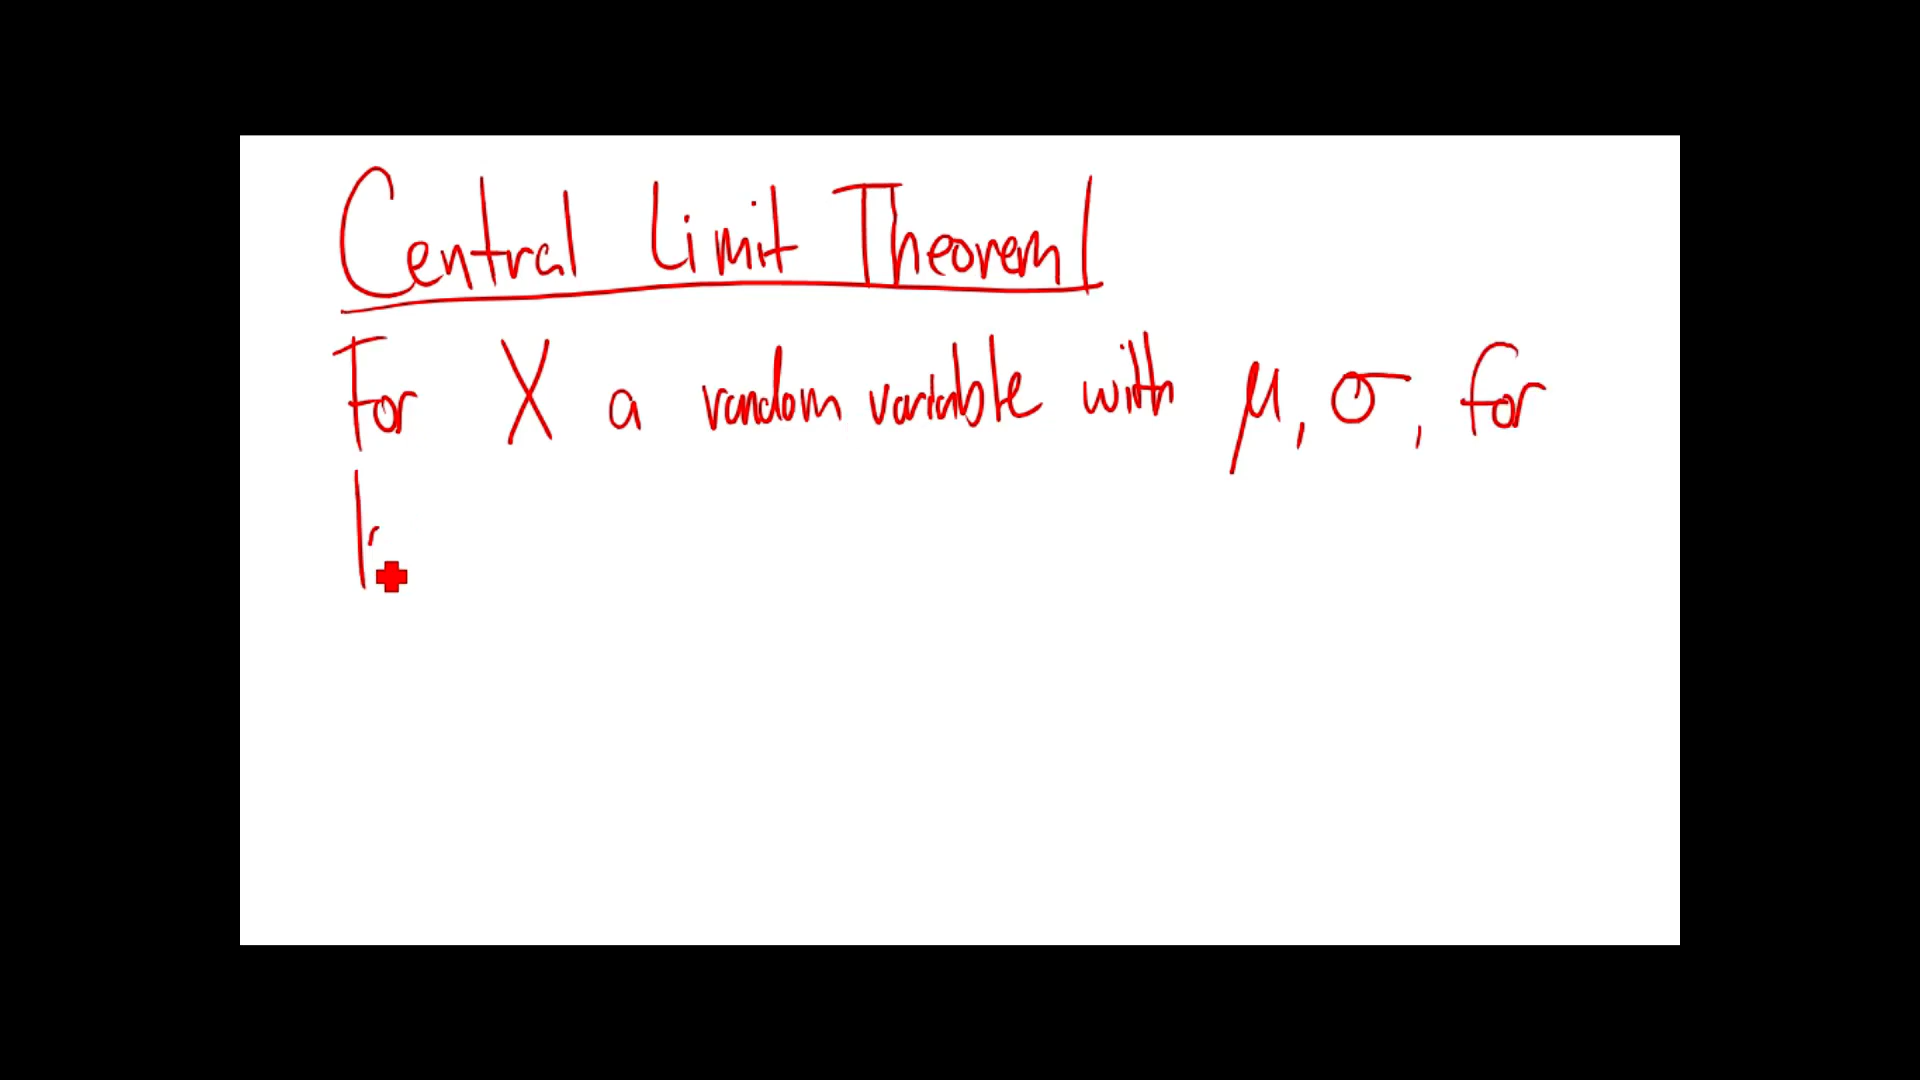 Central Limit Theorem
For X a random variable with μ, σ, for